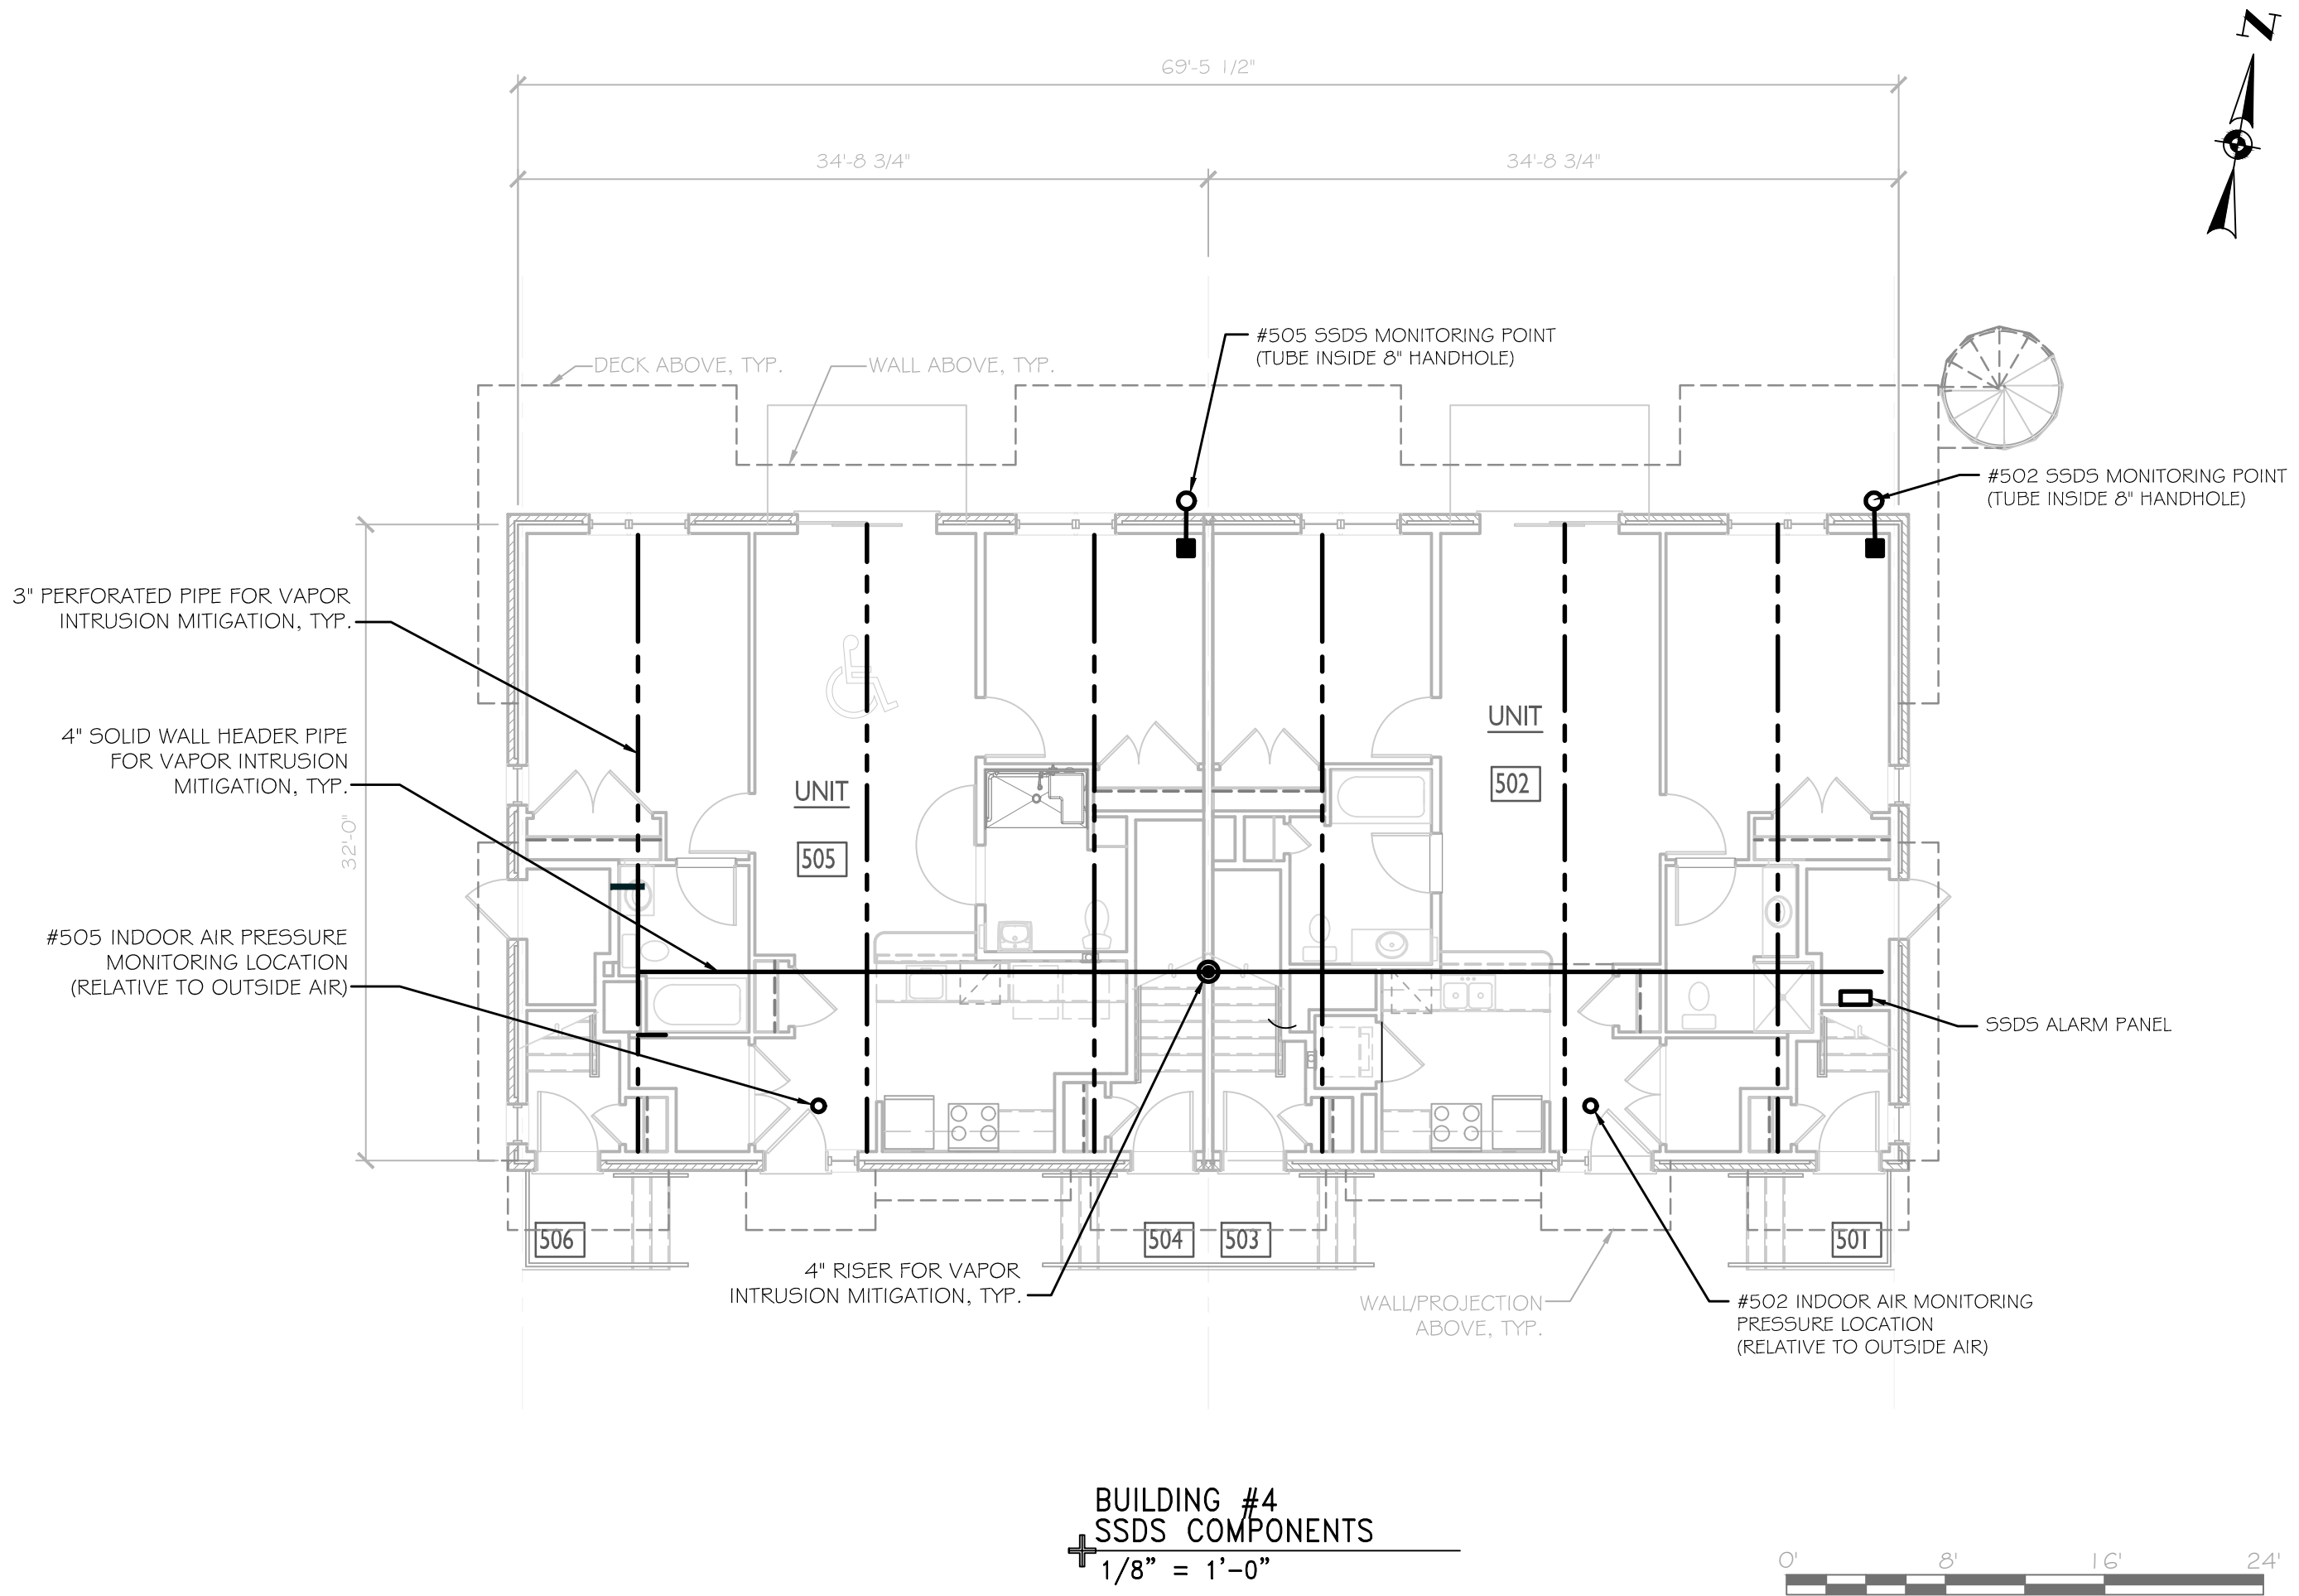 N
69'-5 1/2"
34'-8 3/4"
34'-8 3/4"
#505 SSDS MONITORING POINT
(TUBE INSIDE 8" HANDHOLE)
DECK ABOVE, TYP.
WALL ABOVE, TYP.
#502 SSDS MONITORING POINT
(TUBE INSIDE 8" HANDHOLE)
3" PERFORATED PIPE FOR VAPOR
INTRUSION MITIGATION, TYP.
4" SOLID WALL HEADER PIPE
FOR VAPOR INTRUSION
MITIGATION, TYP.
UNIT
502
UNIT
505
32'-0"
#505 INDOOR AIR PRESSURE
MONITORING LOCATION
(RELATIVE TO OUTSIDE AIR)
SSDS ALARM PANEL
506
504
503
501
4" RISER FOR VAPOR
INTRUSION MITIGATION, TYP.
WALL/PROJECTION
ABOVE, TYP.
#502 INDOOR AIR MONITORING
PRESSURE LOCATION
(RELATIVE TO OUTSIDE AIR)
BUILDING #4
SSDS COMPONENTS
1/8" = 1'-0"
0' 8' 16' 24'